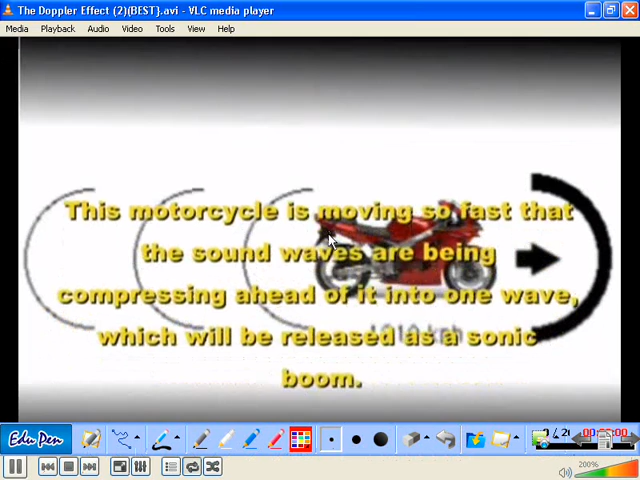 The Doppler Effect (2)(BEST}.avi - VLC media player
Media Playback Audio Video Tools View Help
This motorcycle is moving so fast that
the sound waves are being
compressing ahead of it into one wave,
which will be released as a sonic
boom.
Edu Pen
200%